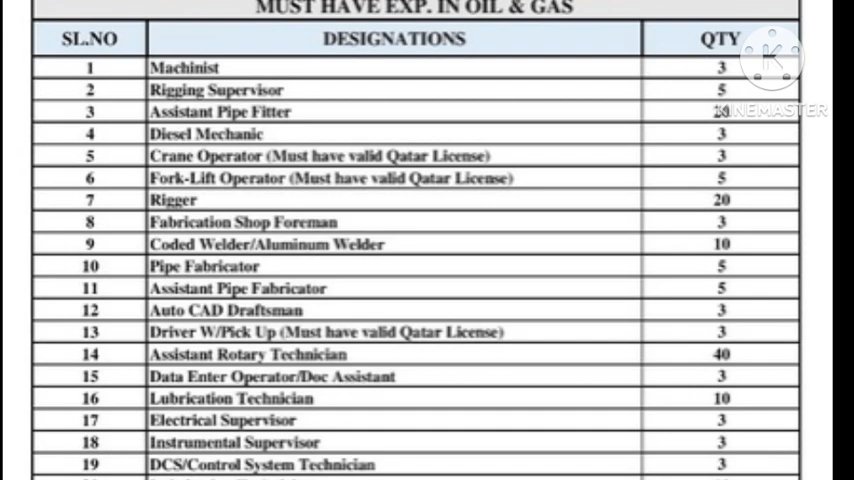 MUST HAVE EXP. IN OIL & GAS
SL.NO DESIGNATIONS QTY
1 Machinist 3
2 Rigging Supervisor 5
3 Assistant Pipe Fitter
4 Diesel Mechanic 3
5 Crane Operator (Must have valid Qatar License) 3
6 Fork-Lift Operator (Must have valid Qatar License) 5
7 Rigger 20
8 Fabrication Shop Foreman 3
9 Coded Welder/Aluminum Welder 10
10 Pipe Fabricator 5
11 Assistant Pipe Fabricator 5
12 Auto CAD Draftsman 3
13 Driver W/Pick Up (Must have valid Qatar License) 3
14 Assistant Rotary Technician 40
15 Data Enter Operator/Doc Assistant 3
16 Lubrication Technician 10
17 Electrical Supervisor 3
18 Instrumental Supervisor 3
19 DCS/Control System Technician 3
K
KINEMASTER